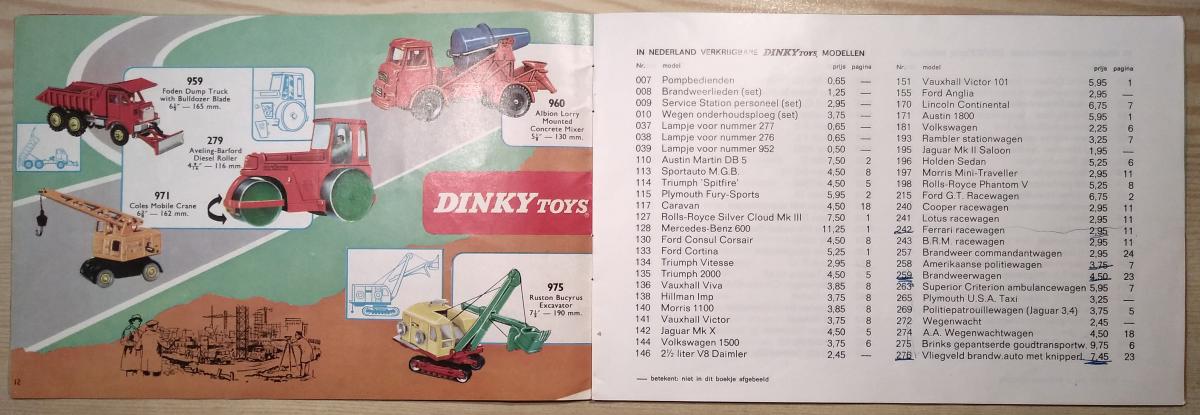 959
Foden Dump Truck
with Bulldozer Blade
6½" — 165 mm.
279
Aveling-Barford
Diesel Roller
— 116 mm
971
Coles Mobile Crane
— 162 mm.
960
Albion Lorry
Mounted
Concrete Mixer
— 130 mm.
DINKY TOYS
975
Ruston Bucyrus
Excavator
7½" — 190 mm.
12
IN NEDERLAND VERKRIJGBARE DINKY TOYS MODELLEN
Nr. model prijs pagina
007 Pompbedienden 0,65 —
008 Brandweerlieden (set) 1,25 —
009 Service Station personeel (set) 2,95 —
010 Wegen onderhoudsploeg (set) 3,75 —
037 Lampje voor nummer 277 0,65 —
038 Lampje voor nummer 276 0,65 —
039 Lampje voor nummer 952 0,50 —
110 Austin Martin DB 5 7,50 2
113 Sportauto M.G.B. 4,50 8
114 Triumph 'Spitfire' 4,50 5
115 Plymouth Fury-Sports 5,95 2
117 Caravan 4,50 18
127 Rolls-Royce Silver Cloud Mk III 7,50 1
128 Mercedes-Benz 600 11,25 1
130 Ford Consul Corsair 4,50 8
133 Ford Cortina 5,25 1
134 Triumph Vitesse 2,95 8
135 Triumph 2000 4,50 5
136 Vauxhall Viva 3,85 8
138 Hillman Imp 3,75 8
140 Morris 1100 3,85 8
141 Vauxhall Victor 3,75 8
142 Jaguar Mk X 4,50 5
144 Volkswagen 1500 3,75 6
146 2½ liter V8 Daimler 2,45 —
— betekent: niet in dit boekje afgebeeld
Nr. model prijs pagina
151 Vauxhall Victor 101 5,95 1
155 Ford Anglia 2,95 —
170 Lincoln Continental 6,75 7
171 Austin 1800 5,95 1
181 Volkswagen 2,25 6
193 Rambler stationwagen 3,25 7
195 Jaguar Mk II Saloon 1,95 —
196 Holden Sedan 5,25 6
197 Morris Mini-Traveller 2,95 11
198 Rolls-Royce Phantom V 5,25 8
215 Ford G.T. Racewagen 6,75 2
240 Cooper racewagen 2,95 11
241 Lotus racewagen 2,95 11
242 Ferrari racewagen 2,95 11
243 B.R.M. racewagen 2,95 11
257 Brandweer commandantwagen 2,95 24
258 Amerikaanse politiewagen 3,75 7
259 Brandweerwagen 4,50 23
263 Superior Criterion ambulancewagen 5,95 7
265 Plymouth U.S.A. Taxi 3,25 —
269 Politiepatrouillewagen (Jaguar 3,4) 3,75 5
272 Wegenwacht 2,45 —
274 A.A. Wegenwachtwagen 4,50 18
275 Brinks gepantserde goudtransportw. 9,75 6
276 Vliegveld brandw.auto met knipperl. 7,45 23
4